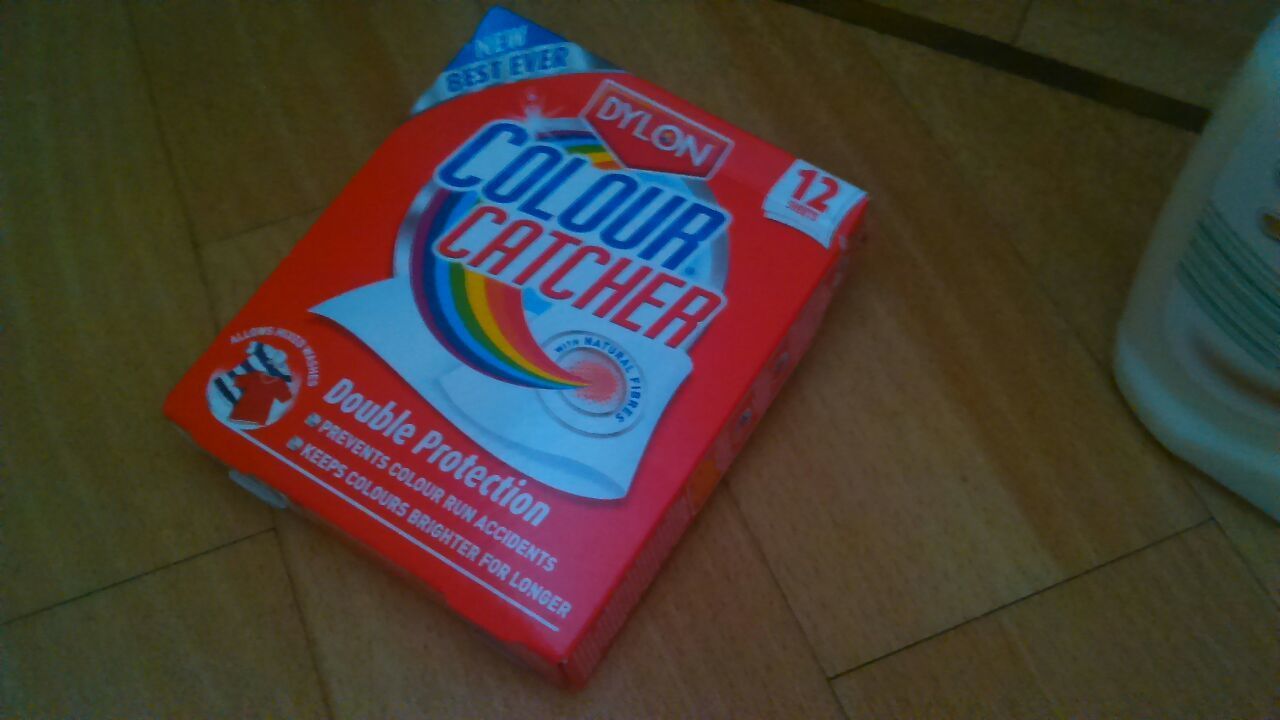 NEW
BEST EVER
DYLON
12
SHEETS
COLOUR
CATCHER
WITH NATURAL FIBRES
ALLOWS MIXED WASHES
Double Protection
PREVENTS COLOUR RUN ACCIDENTS
KEEPS COLOURS BRIGHTER FOR LONGER